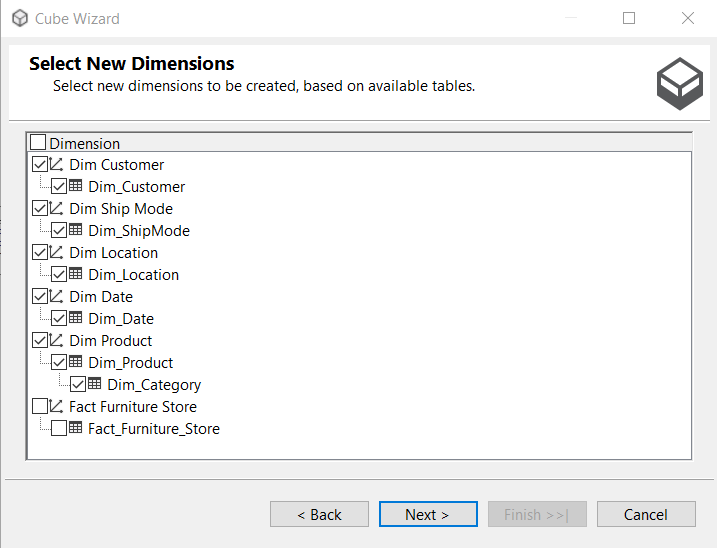 Cube Wizard
Select New Dimensions
Select new dimensions to be created, based on available tables.
Dimension
Dim Customer
Dim_Customer
Dim Ship Mode
Dim_ShipMode
Dim Location
Dim_Location
Dim Date
Dim_Date
Dim Product
Dim_Product
Dim_Category
Fact Furniture Store
Fact_Furniture_Store
< Back Next > Finish >>| Cancel